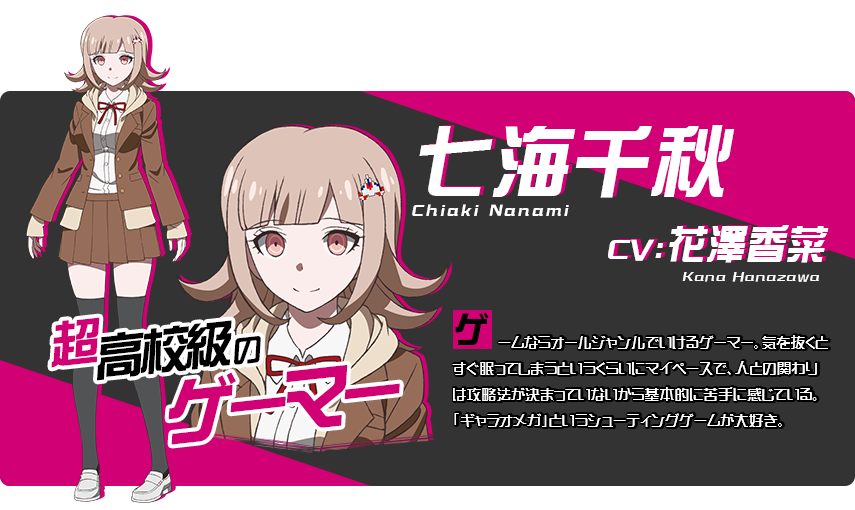 七海千秋
Chiaki Nanami
CV:花澤香菜
Kana Hanazawa
超高校級の
ゲーマー
ゲームならオールジャンルでいけるゲーマー。気を抜くと
すぐ眠ってしまうというくらいにマイペースで、人との関わり
は攻略法が決まっていないから基本的に苦手に感じている。
「ギャラオメガ」というシューティングゲームが大好き。